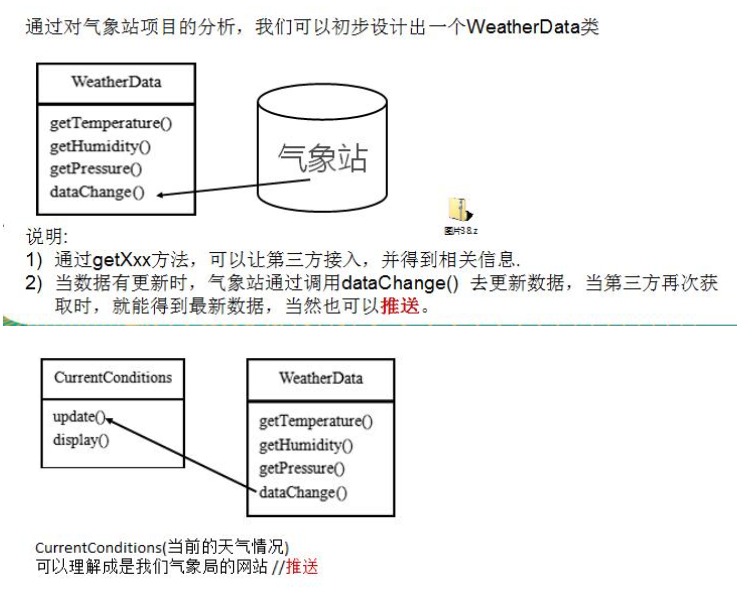 通过对气象站项目的分析，我们可以初步设计出一个WeatherData类
WeatherData
getTemperature()
getHumidity()
getPressure()
dataChange()
气象站
图片3&.z
说明:
1) 通过getXxx方法，可以让第三方接入，并得到相关信息.
2) 当数据有更新时，气象站通过调用dataChange() 去更新数据，当第三方再次获
取时，就能得到最新数据，当然也可以推送。
CurrentConditions
update()
display()
WeatherData
getTemperature()
getHumidity()
getPressure()
dataChange()
CurrentConditions(当前的天气情况)
可以理解成是我们气象局的网站 //推送